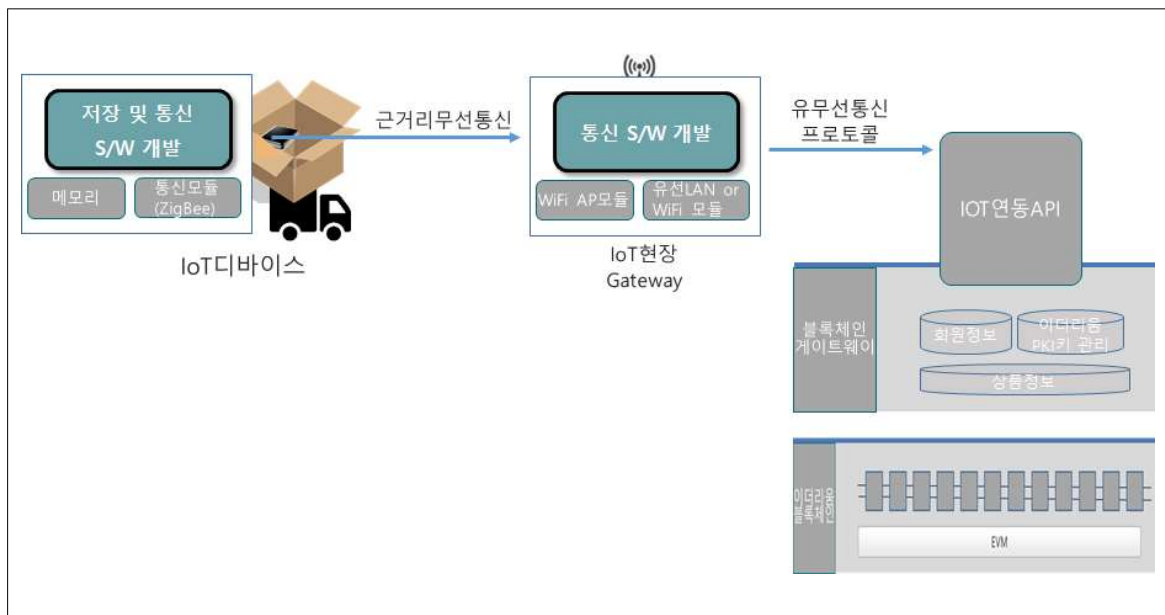 저장 및 통신
S/W 개발
메모리
통신모듈
(ZigBee)
IoT디바이스
근거리무선통신
통신 S/W 개발
WiFi AP모듈
유선LAN or
WiFi 모듈
IoT현장
Gateway
유무선통신
프로토콜
IOT연동API
블록체인
게이트웨이
회원정보
이더리움
PKI키 관리
상품정보
이더리움
블록체인
EVM